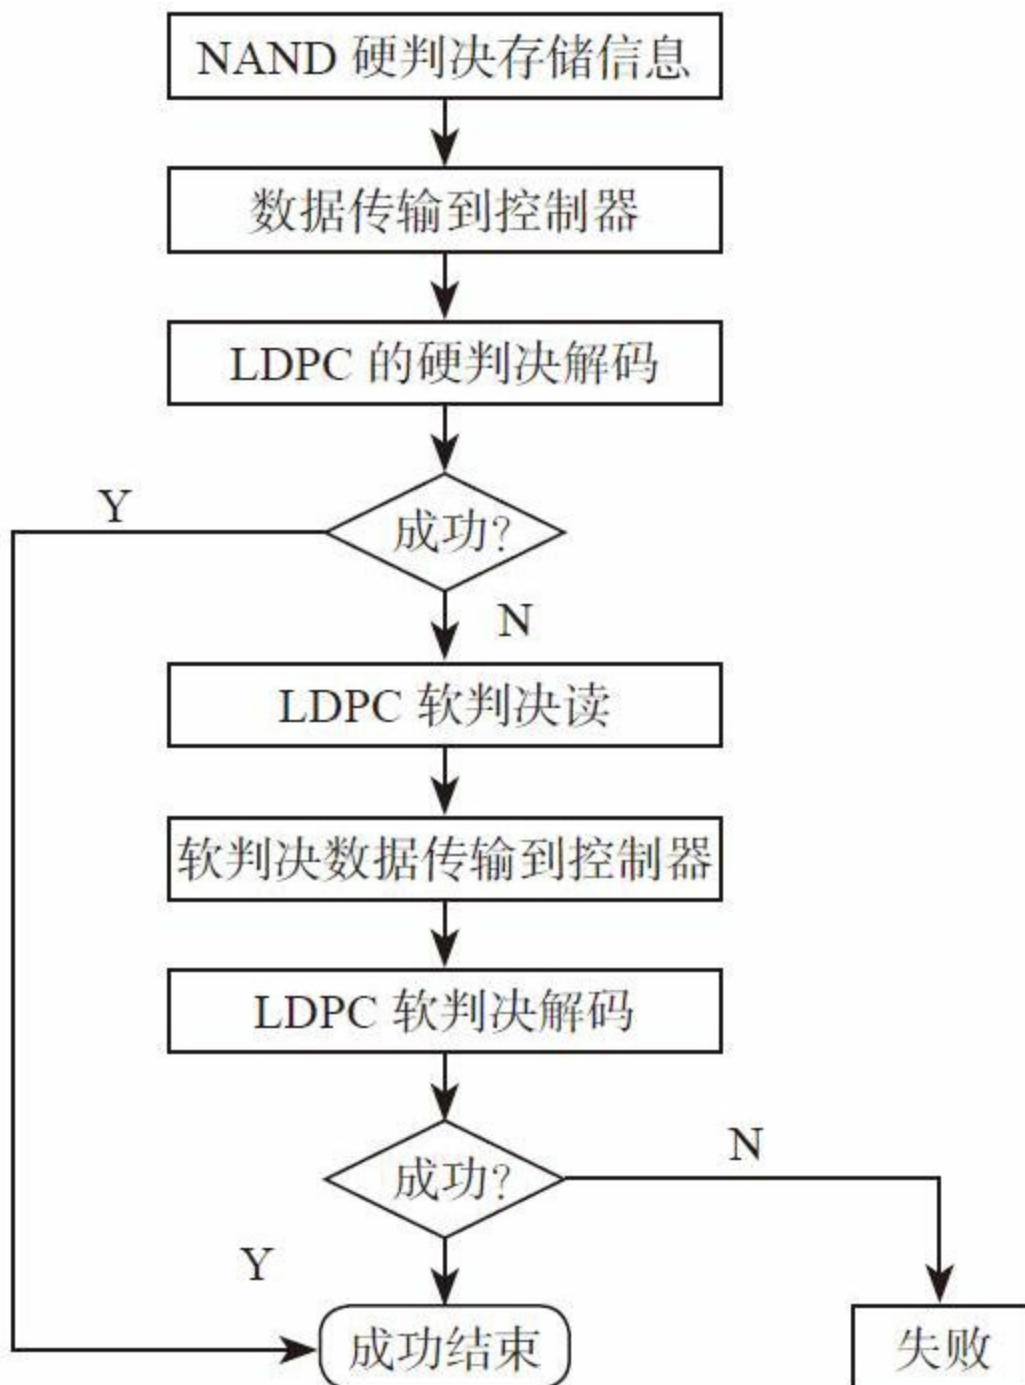 NAND 硬判决存储信息
数据传输到控制器
LDPC 的硬判决解码
Y
成功?
N
LDPC 软判决读
软判决数据传输到控制器
LDPC 软判决解码
N
成功?
Y
成功结束
失败